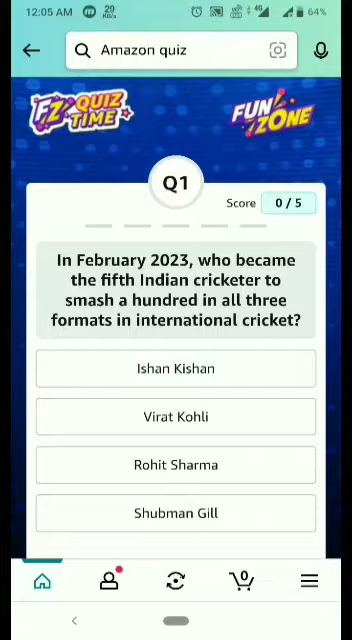 12:05 AM m 29 KB/s 4G 64%
Amazon quiz
FZ QUIZ TIME
FUN ZONE
Q1
Score 0 / 5
In February 2023, who became
the fifth Indian cricketer to
smash a hundred in all three
formats in international cricket?
Ishan Kishan
Virat Kohli
Rohit Sharma
Shubman Gill
0